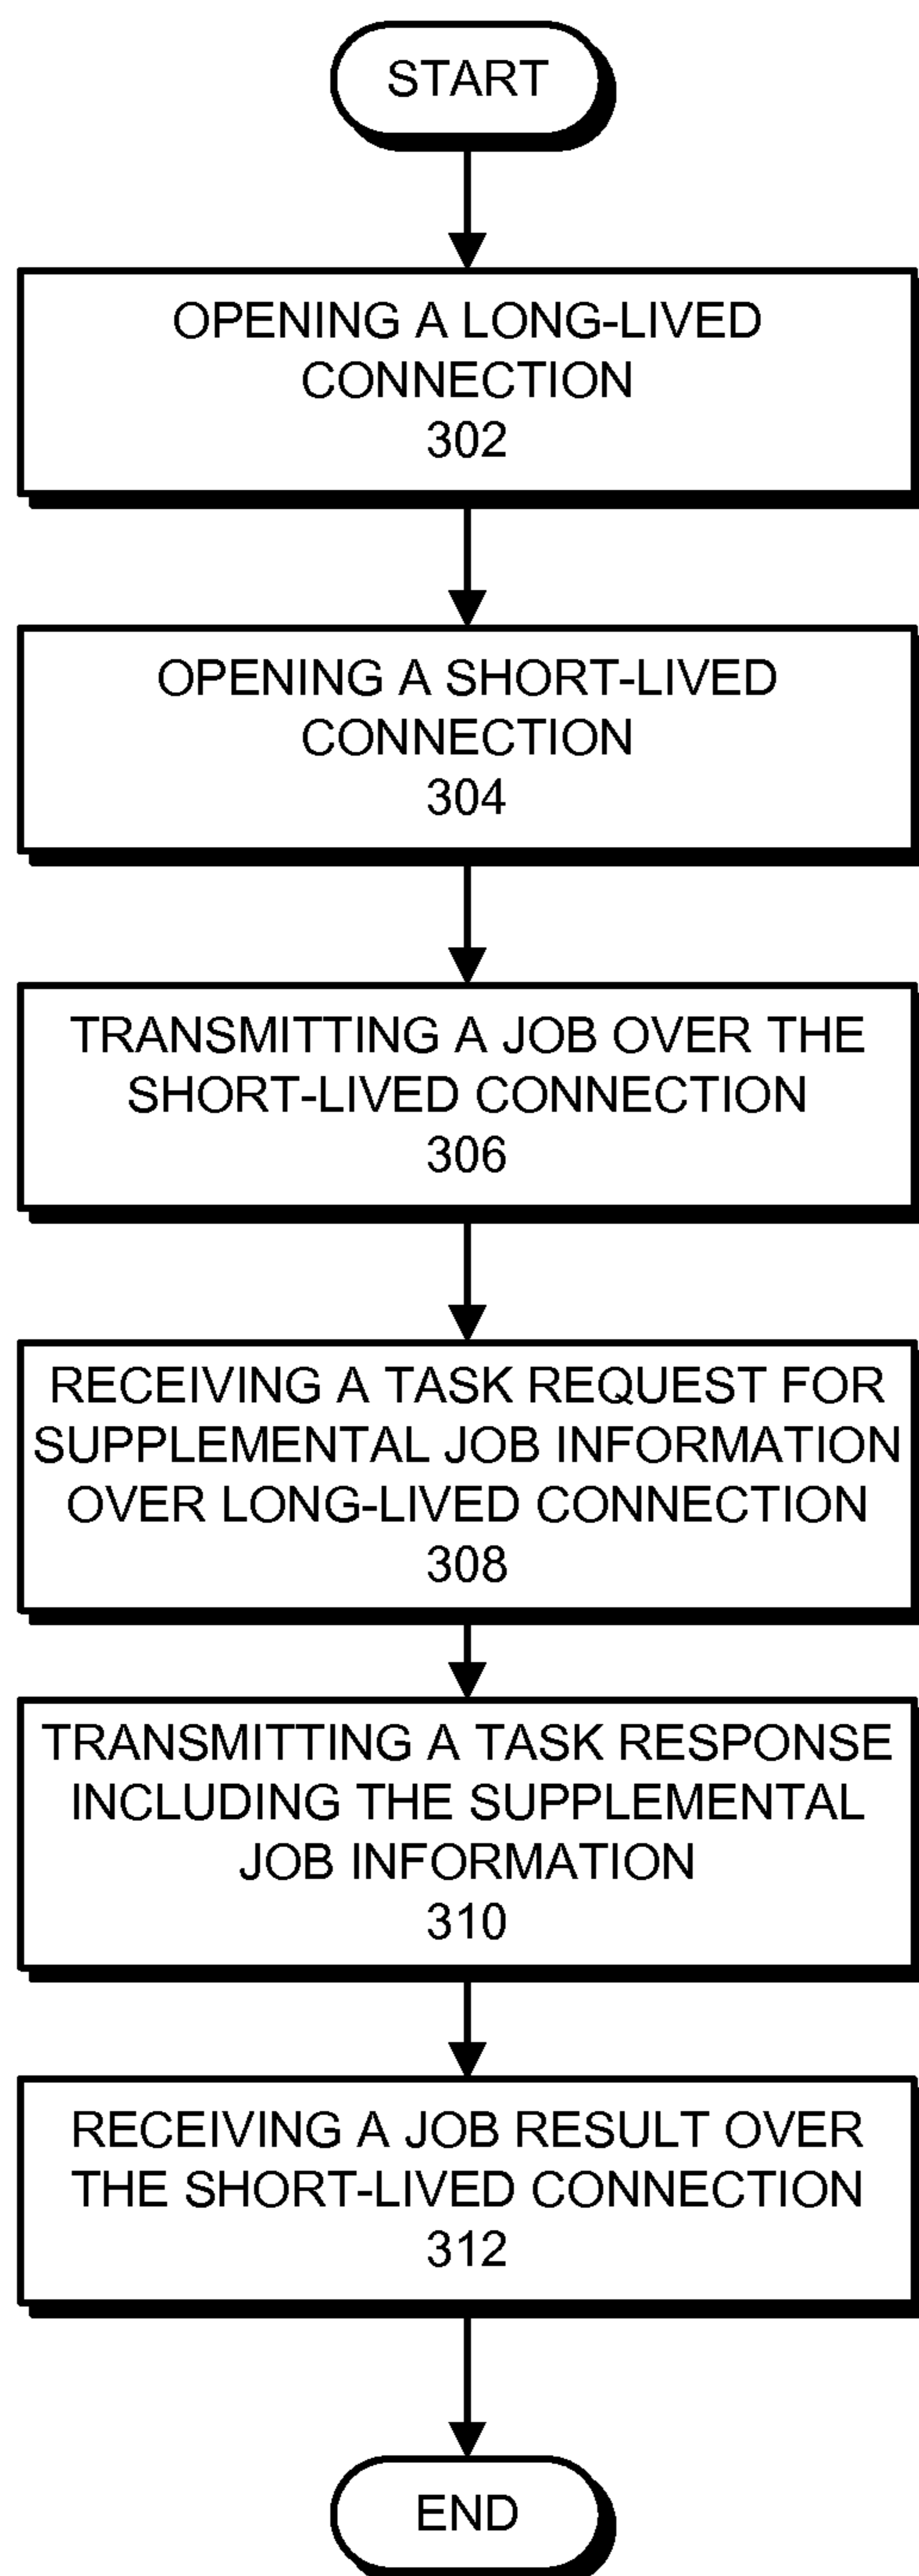 START
OPENING A LONG-LIVED
CONNECTION
302
OPENING A SHORT-LIVED
CONNECTION
304
TRANSMITTING A JOB OVER THE
SHORT-LIVED CONNECTION
306
RECEIVING A TASK REQUEST FOR
SUPPLEMENTAL JOB INFORMATION
OVER LONG-LIVED CONNECTION
308
TRANSMITTING A TASK RESPONSE
INCLUDING THE SUPPLEMENTAL
JOB INFORMATION
310
RECEIVING A JOB RESULT OVER
THE SHORT-LIVED CONNECTION
312
END